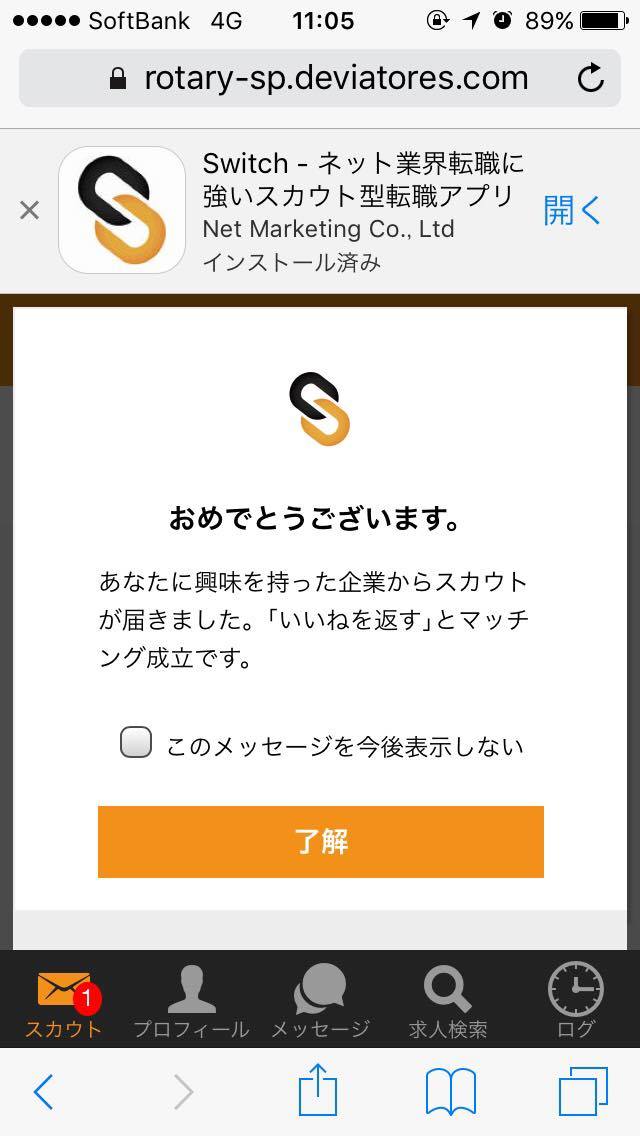 SoftBank 4G 11:05 89%
rotary-sp.deviatores.com
Switch - ネット業界転職に
強いスカウト型転職アプリ
Net Marketing Co., Ltd
インストール済み
開く
おめでとうございます。
あなたに興味を持った企業からスカウト
が届きました。「いいねを返す」とマッチ
ング成立です。
このメッセージを今後表示しない
了解
1
スカウト プロフィール メッセージ 求人検索 ログ